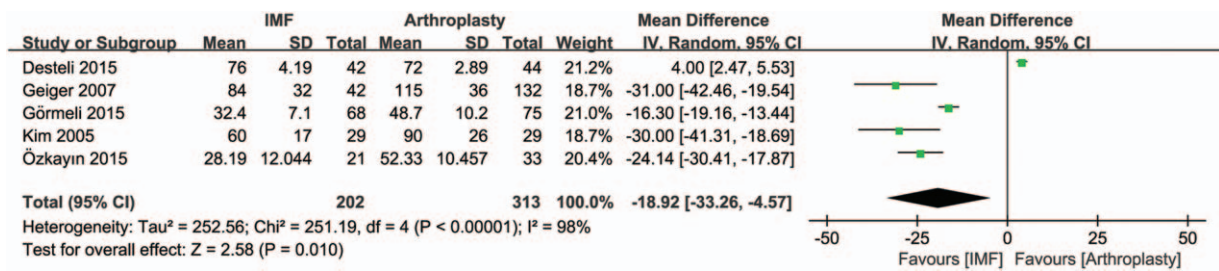 IMF Arthroplasty Mean Difference Mean Difference
Study or Subgroup Mean SD Total Mean SD Total Weight IV, Random, 95% CI IV, Random, 95% CI
Desteli 2015 76 4.19 42 72 2.89 44 21.2% 4.00 [2.47, 5.53]
Geiger 2007 84 32 42 115 36 132 18.7% -31.00 [-42.46, -19.54]
Görmeli 2015 32.4 7.1 68 48.7 10.2 75 21.0% -16.30 [-19.16, -13.44]
Kim 2005 60 17 29 90 26 29 18.7% -30.00 [-41.31, -18.69]
Özkayın 2015 28.19 12.044 21 52.33 10.457 33 20.4% -24.14 [-30.41, -17.87]
Total (95% CI) 202 313 100.0% -18.92 [-33.26, -4.57]
Heterogeneity: Tau² = 252.56; Chi² = 251.19, df = 4 (P < 0.00001); I² = 98%
Test for overall effect: Z = 2.58 (P = 0.010)
-50 -25 0 25 50
Favours [IMF] Favours [Arthroplasty]